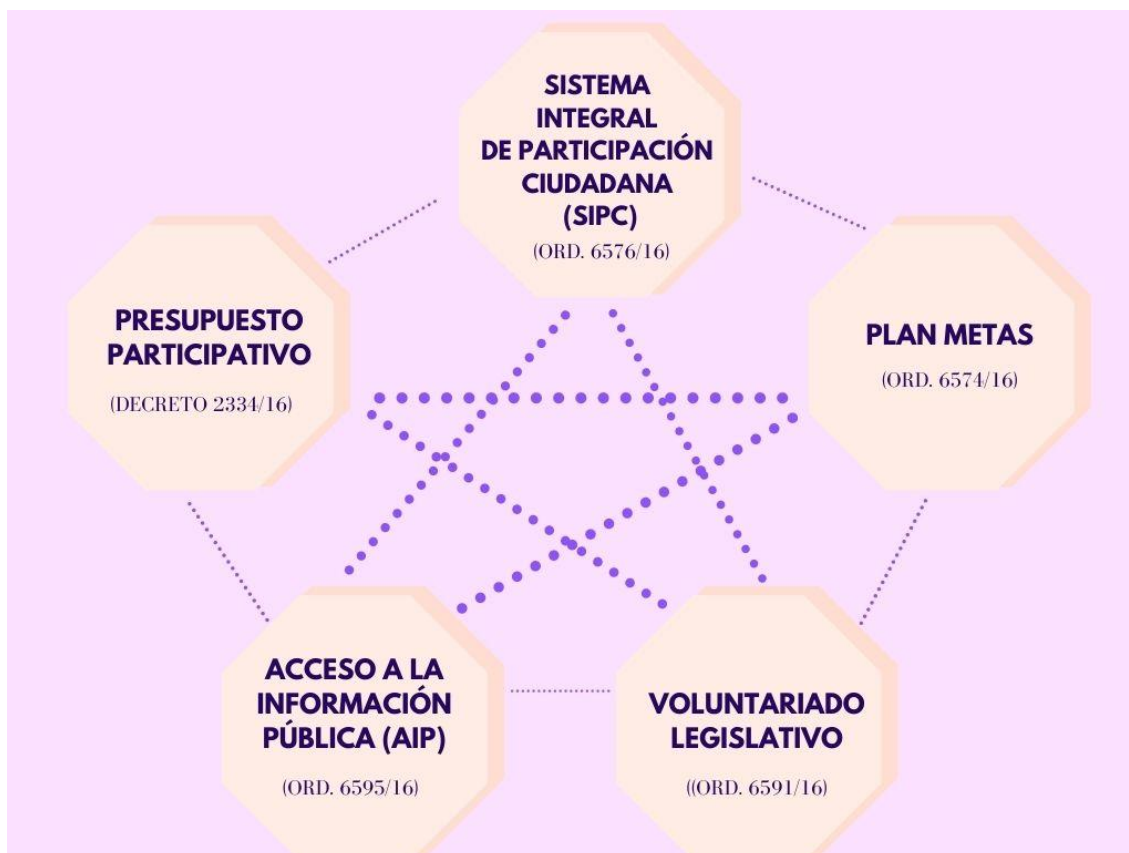 SISTEMA
INTEGRAL
DE PARTICIPACIÓN
CIUDADANA
(SIPC)
(ORD. 6576/16)
PRESUPUESTO
PARTICIPATIVO
(DECRETO 2334/16)
PLAN METAS
(ORD. 6574/16)
ACCESO A LA
INFORMACIÓN
PÚBLICA (AIP)
(ORD. 6595/16)
VOLUNTARIADO
LEGISLATIVO
((ORD. 6591/16)